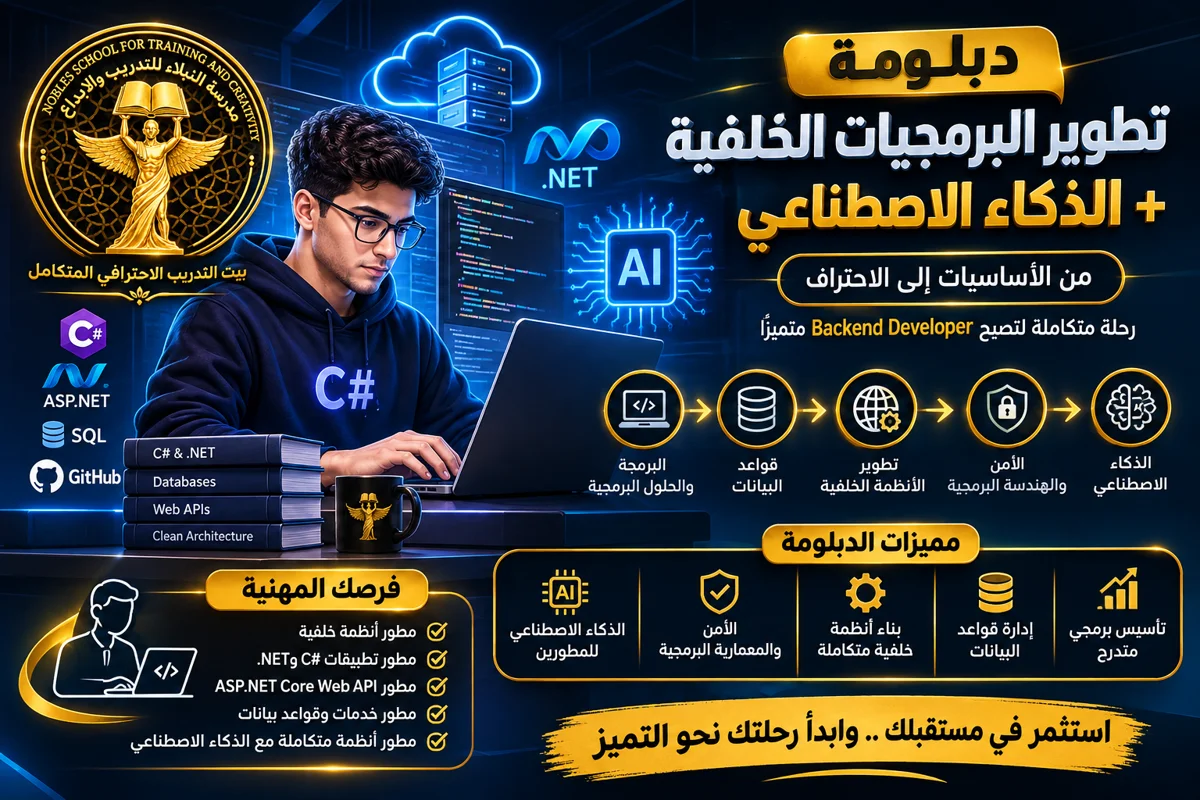 NOBLES SCHOOL FOR TRAINING AND CREATIVITY
مدرسة النبلاء للتدريب والإبداع
بيت التدريب الاحترافي المتكامل
دبلومة
تطوير البرمجيات الخلفية
+ الذكاء الاصطناعي
من الأساسيات إلى الاحتراف
رحلة متكاملة لتصبح Backend Developer متميزًا
.NET
AI
C#
ASP.NET
SQL
GitHub
C#
C# & .NET
Databases
Web APIs
Clean Architecture
</>
البرمجة
والحلول البرمجية
قواعد
البيانات
تطوير
الأنظمة الخلفية
الأمن
والهندسة البرمجية
الذكاء
الاصطناعي
مميزات الدبلومة
تأسيس برمجي
متدرج
إدارة قواعد
البيانات
بناء أنظمة
خلفية متكاملة
الأمن
والمعمارية البرمجية
AI
الذكاء الاصطناعي
للمطورين
فرصك المهنية
مطور أنظمة خلفية
مطور تطبيقات C# وNET.
مطور ASP.NET Core Web API
مطور خدمات وقواعد بيانات
مطور أنظمة متكاملة مع الذكاء الاصطناعي
</>
استثمر في مستقبلك .. وابدأ رحلتك نحو التميز